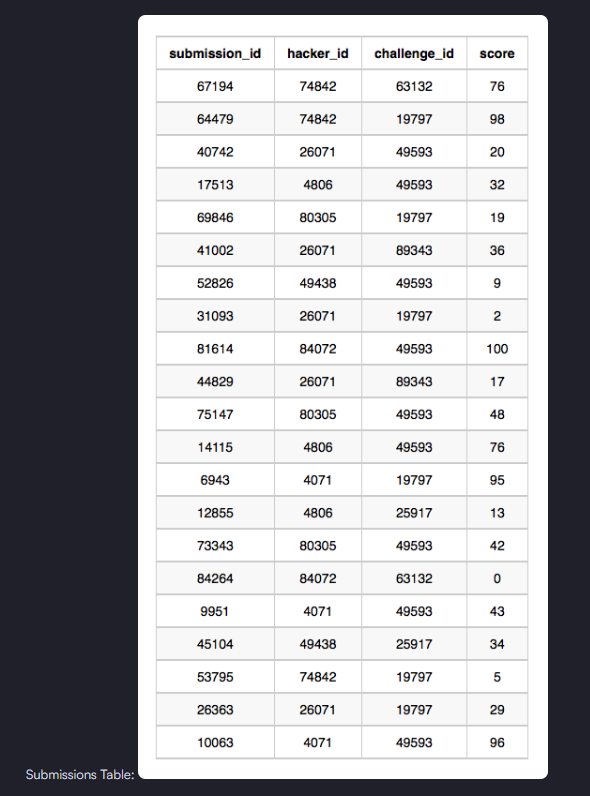 submission_id hacker_id challenge_id score
67194 74842 63132 76
64479 74842 19797 98
40742 26071 49593 20
17513 4806 49593 32
69846 80305 19797 19
41002 26071 89343 36
52826 49438 49593 9
31093 26071 19797 2
81614 84072 49593 100
44829 26071 89343 17
75147 80305 49593 48
14115 4806 49593 76
6943 4071 19797 95
12855 4806 25917 13
73343 80305 49593 42
84264 84072 63132 0
9951 4071 49593 43
45104 49438 25917 34
53795 74842 19797 5
26363 26071 19797 29
10063 4071 49593 96
Submissions Table: